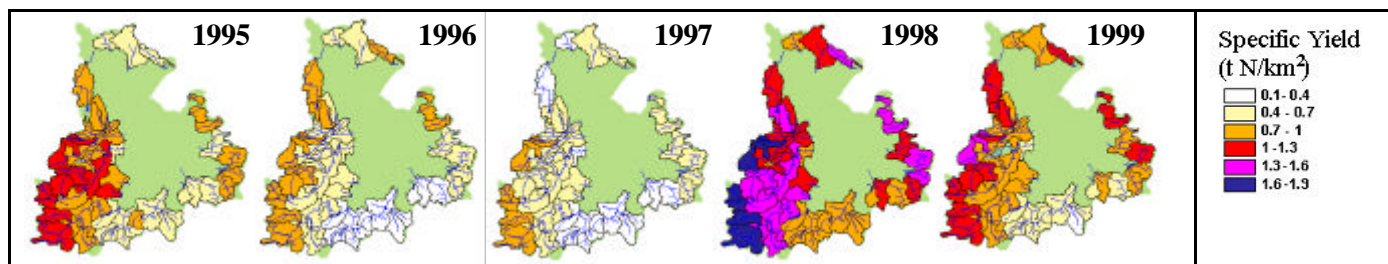 1995
1996
1997
1998
1999
Specific Yield
(t N/km²)
0.1- 0.4
0.4 - 0.7
0.7 - 1
1 -1.3
1.3 -1.6
1.6 -1.9